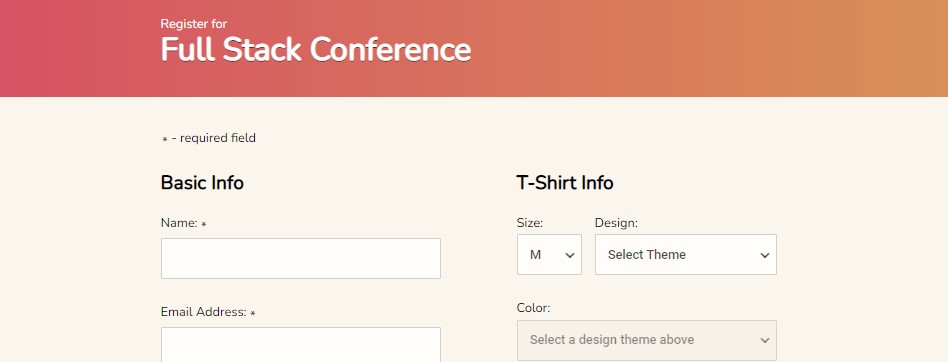 Register for
Full Stack Conference
* - required field
Basic Info
Name: *
Email Address: *
T-Shirt Info
Size:
Design:
M
Select Theme
Color:
Select a design theme above